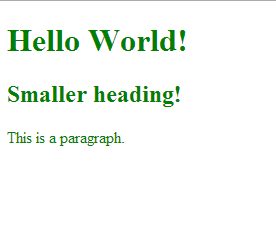 Hello World!
Smaller heading!
This is a paragraph.